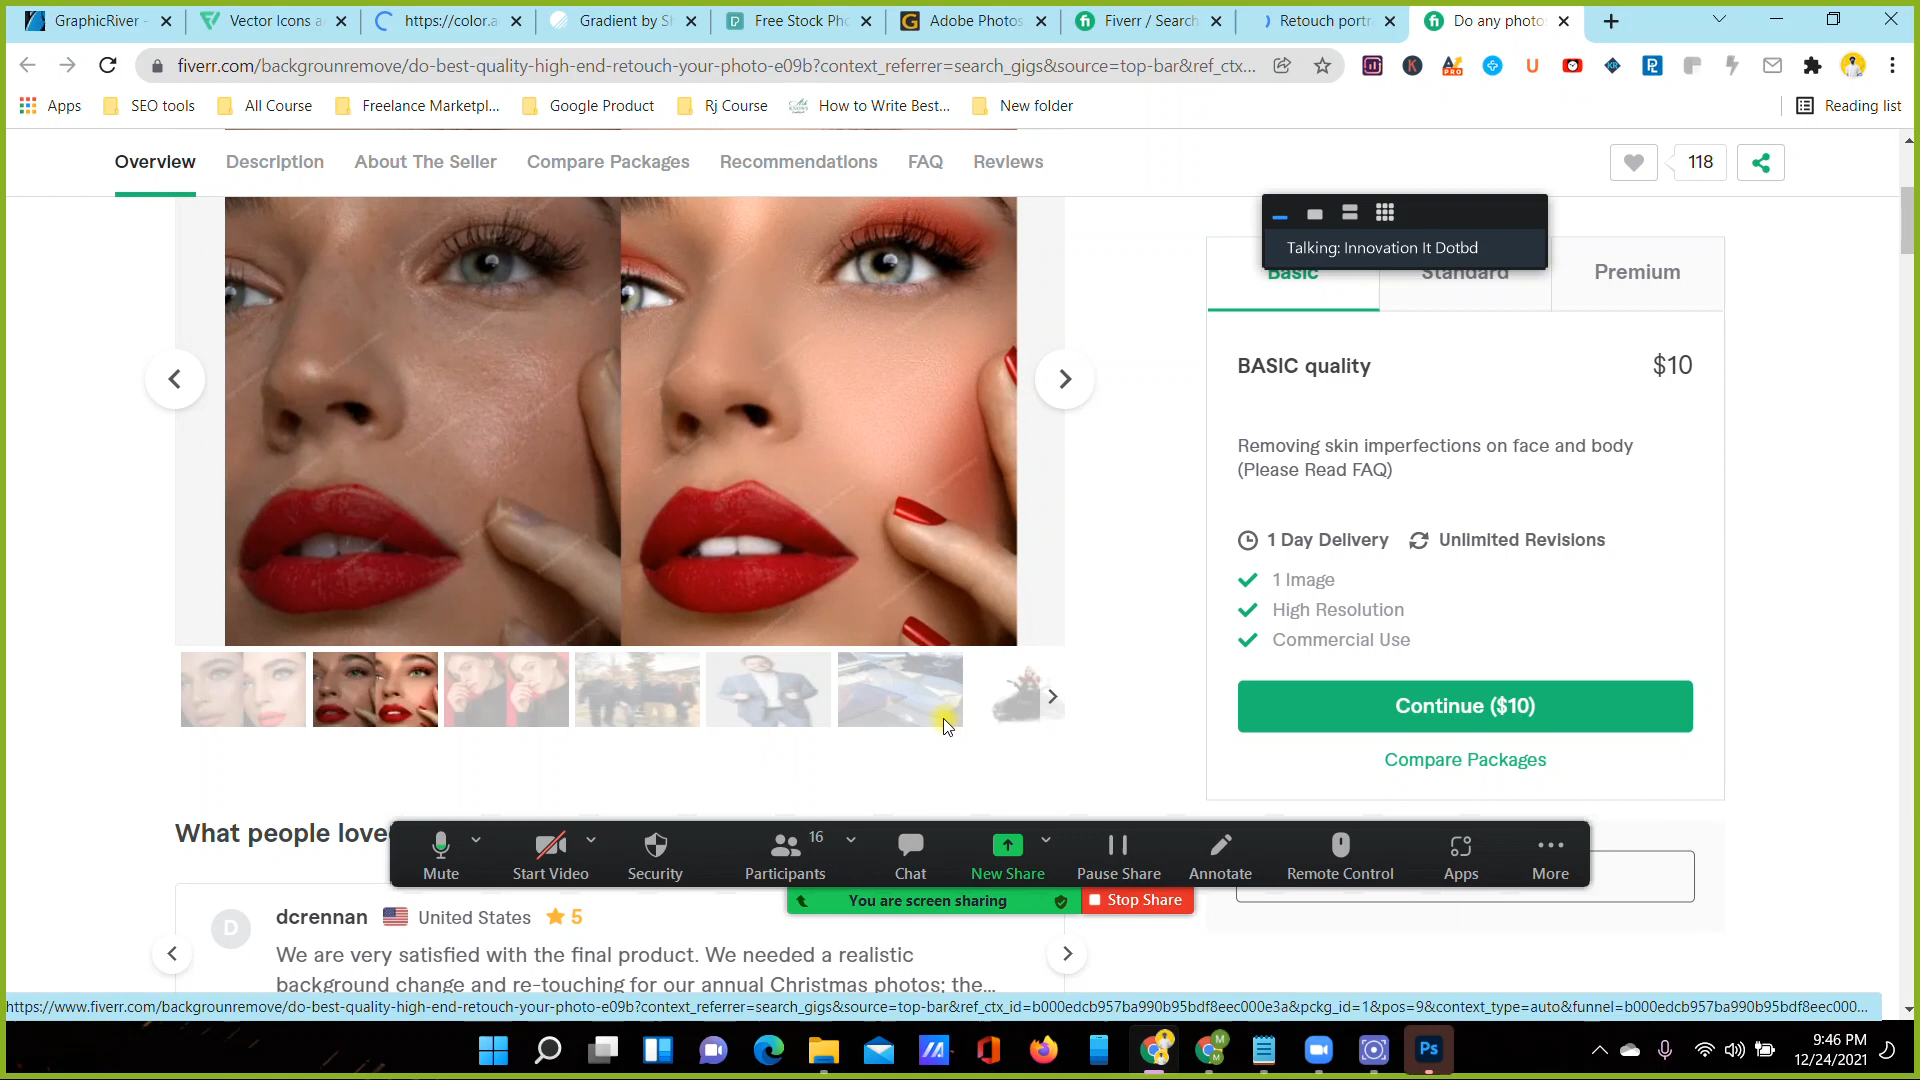 GraphicRiver -
Vector Icons a
https://color.a
Gradient by S
Free Stock Pho
Adobe Photos
Fiverr / Search
Retouch portr
Do any photo
fiverr.com/backgrounremove/do-best-quality-high-end-retouch-your-photo-e09b?context_referrer=search_gigs&source=top-bar&ref_ctx...
Apps
SEO tools
All Course
Freelance Marketpl...
Google Product
Rj Course
How to Write Best...
New folder
Reading list
Overview
Description
About The Seller
Compare Packages
Recommendations
FAQ
Reviews
118
Talking: Innovation It Dotbd
Basic
Standard
Premium
BASIC quality
$10
Removing skin imperfections on face and body
(Please Read FAQ)
1 Day Delivery
Unlimited Revisions
1 Image
High Resolution
Commercial Use
Continue ($10)
Compare Packages
What people love
Mute
Start Video
Security
16
Participants
Chat
New Share
Pause Share
Annotate
Remote Control
Apps
More
You are screen sharing
Stop Share
D
dcrennan
United States
5
We are very satisfied with the final product. We needed a realistic
background change and re-touching for our annual Christmas photos; the...
https://www.fiverr.com/backgrounremove/do-best-quality-high-end-retouch-your-photo-e09b?context_referrer=search_gigs&source=top-bar&ref_ctx_id=b000edcb957ba990b95bdf8eec000e3a&pckg_id=1&pos=9&context_type=auto&funnel=b000edcb957ba990b95bdf8eec000...
Ps
9:46 PM
12/24/2021